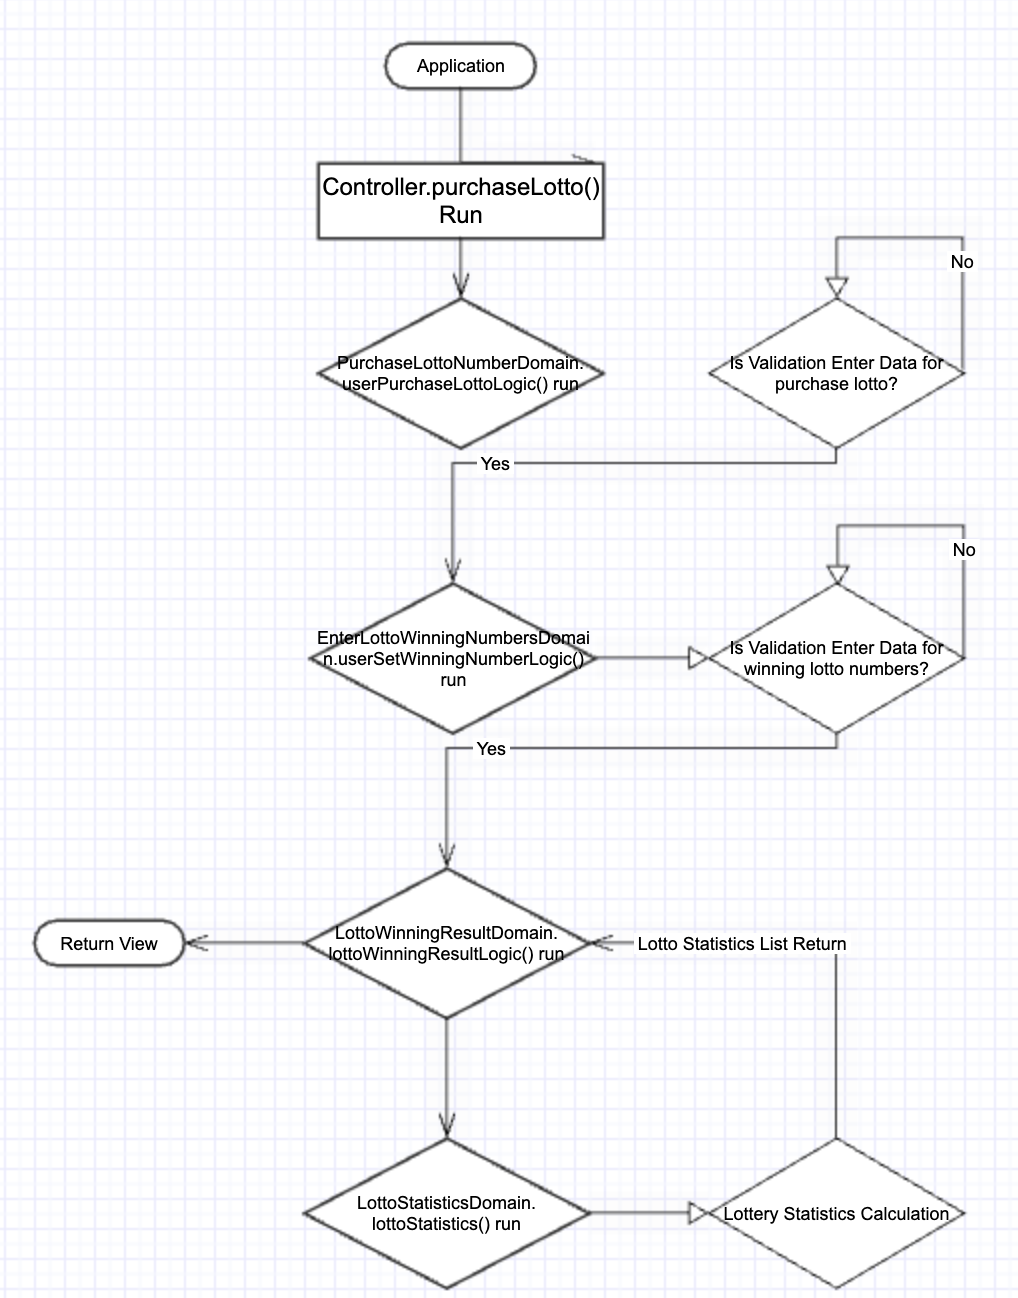 Application
Controller.purchaseLotto()
Run
No
PurchaseLottoNumberDomain.
userPurchaseLottoLogic() run
Is Validation Enter Data for
purchase lotto?
Yes
No
EnterLottoWinningNumbersDomai
n.userSetWinningNumberLogic()
run
Is Validation Enter Data for
winning lotto numbers?
Yes
Return View
LottoWinningResultDomain.
lottoWinningResultLogic() run
Lotto Statistics List Return
LottoStatisticsDomain.
lottoStatistics() run
Lottery Statistics Calculation